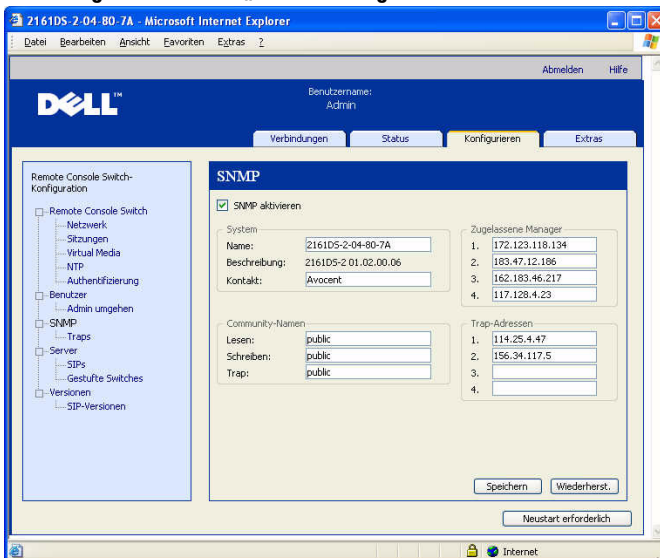 2161DS-2-04-80-7A - Microsoft Internet Explorer
Datei Bearbeiten Ansicht Favoriten Extras ?
Abmelden Hilfe
DELL™
Benutzername:
Admin
Verbindungen Status Konfigurieren Extras
Remote Console Switch-
Konfiguration
Remote Console Switch
Netzwerk
Sitzungen
Virtual Media
NTP
Authentifizierung
Benutzer
Admin umgehen
SNMP
Traps
Server
SIPs
Gestufte Switches
Versionen
SIP-Versionen
SNMP
SNMP aktivieren
System
Name: 2161DS-2-04-80-7A
Beschreibung: 2161DS-2 01.02.00.06
Kontakt: Avocent
Zugelassene Manager
1. 172.123.118.134
2. 183.47.12.186
3. 162.183.46.217
4. 117.128.4.23
Community-Namen
Lesen: public
Schreiben: public
Trap: public
Trap-Adressen
1. 114.25.4.47
2. 156.34.117.5
3.
4.
Speichern Wiederherst.
Neustart erforderlich
Internet